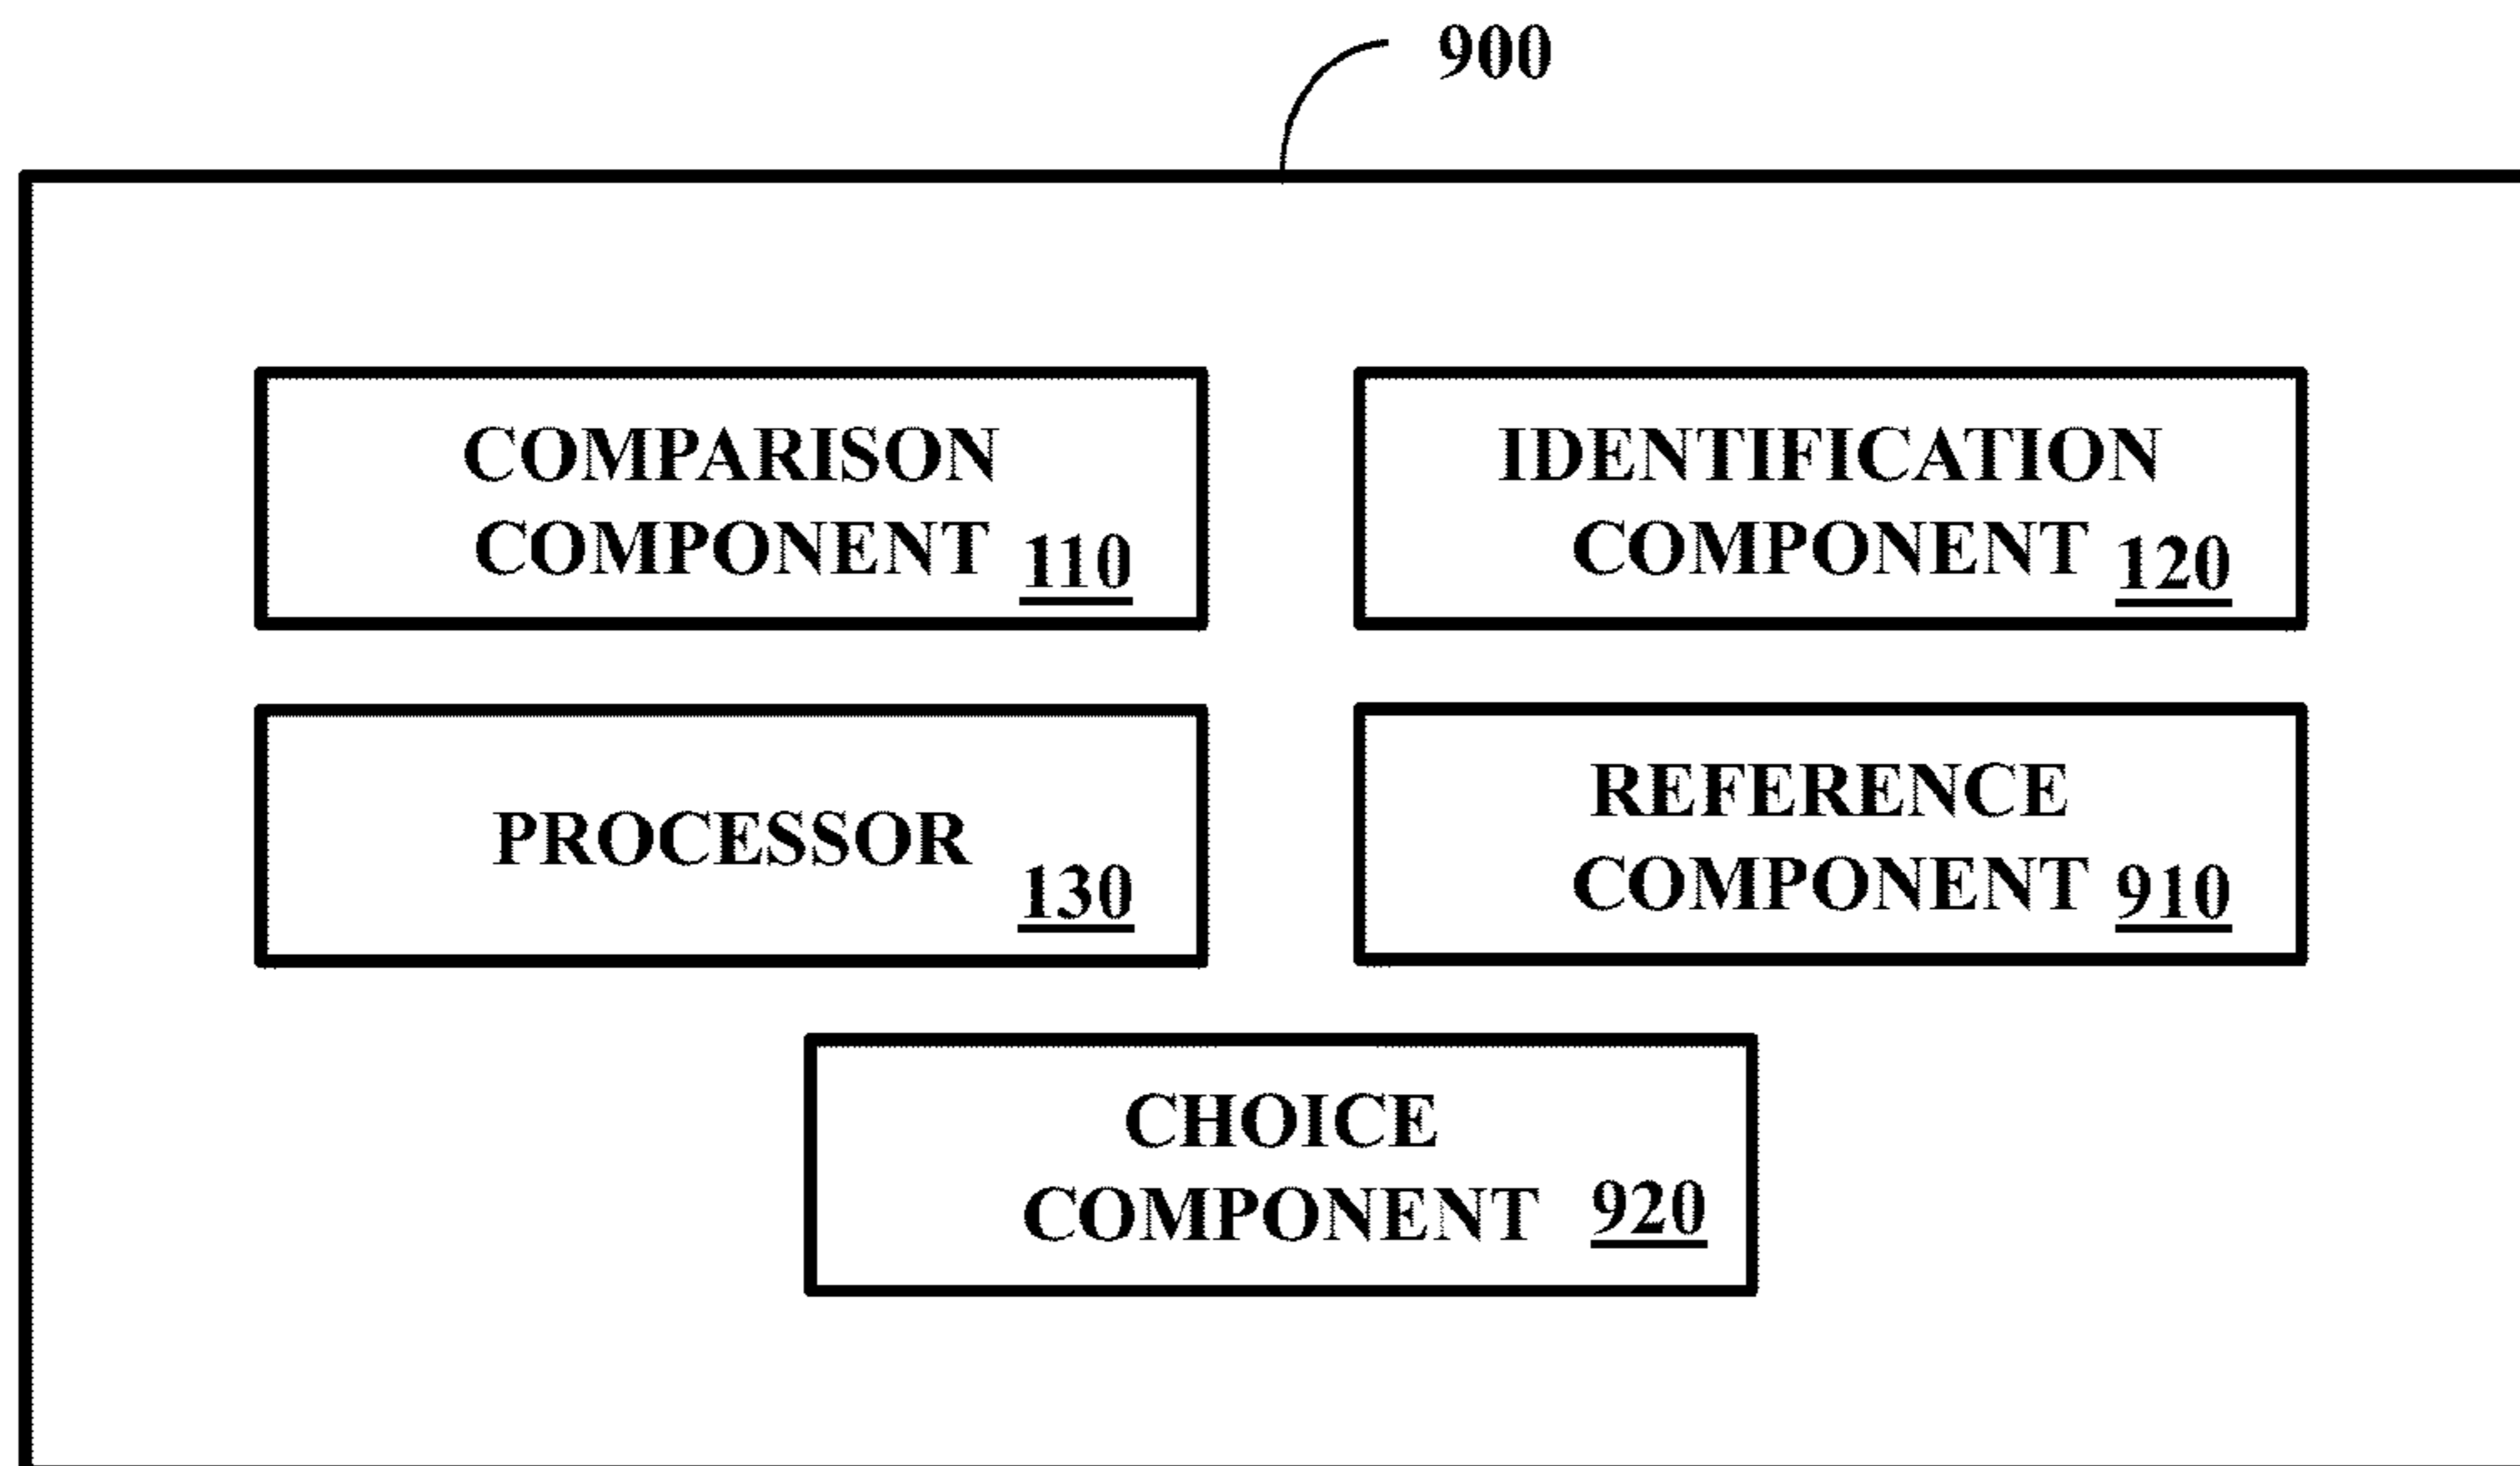 900
COMPARISON
COMPONENT 110
IDENTIFICATION
COMPONENT 120
PROCESSOR
130
REFERENCE
COMPONENT 910
CHOICE
COMPONENT 920